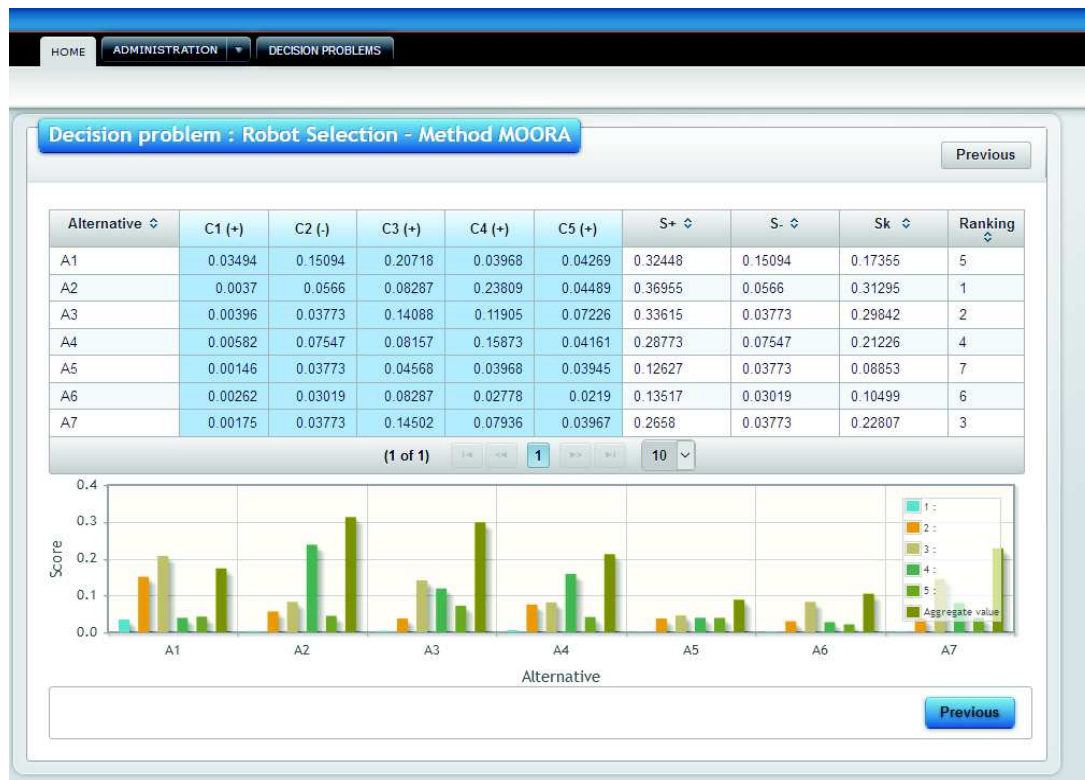 HOME ADMINISTRATION DECISION PROBLEMS
Decision problem : Robot Selection - Method MOORA
Previous
Alternative C1 (+) C2 (-) C3 (+) C4 (+) C5 (+) S+ S- Sk Ranking
A1 0.03494 0.15094 0.20718 0.03968 0.04269 0.32448 0.15094 0.17355 5
A2 0.0037 0.0566 0.08287 0.23809 0.04489 0.36955 0.0566 0.31295 1
A3 0.00396 0.03773 0.14088 0.11905 0.07226 0.33615 0.03773 0.29842 2
A4 0.00582 0.07547 0.08157 0.15873 0.04161 0.28773 0.07547 0.21226 4
A5 0.00146 0.03773 0.04568 0.03968 0.03945 0.12627 0.03773 0.08853 7
A6 0.00262 0.03019 0.08287 0.02778 0.0219 0.13517 0.03019 0.10499 6
A7 0.00175 0.03773 0.14502 0.07936 0.03967 0.2658 0.03773 0.22807 3
(1 of 1) 1 10
0.4
0.3
0.2
0.1
0.0
Score
1 :
2 :
3 :
4 :
5 :
Aggregate value
A1 A2 A3 A4 A5 A6 A7
Alternative
Previous